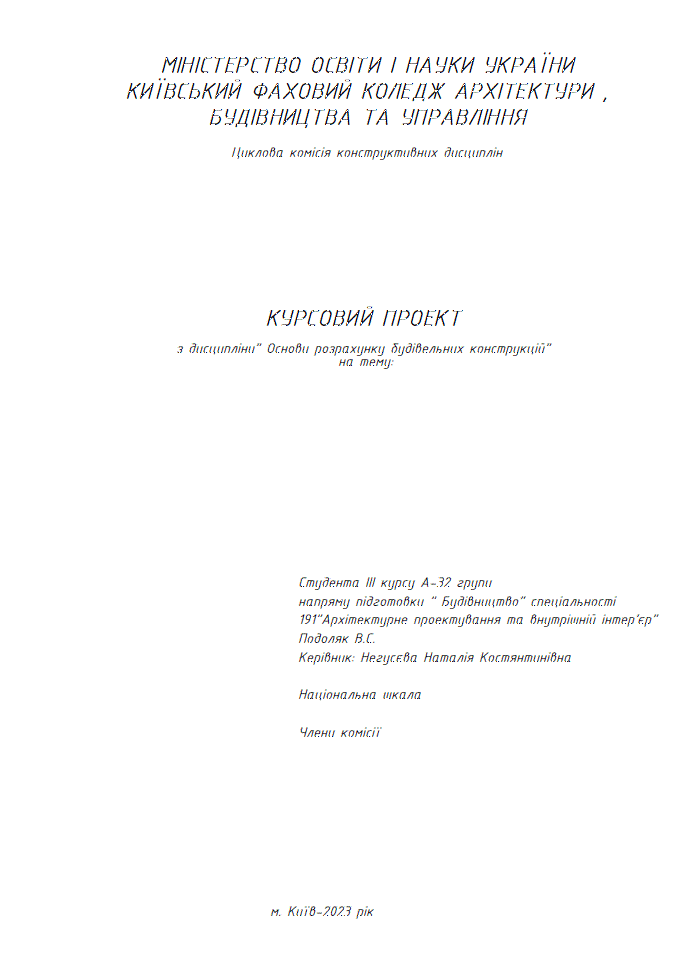 МІНІСТЕРСТВО ОСВІТИ І НАУКИ УКРАЇНИ
КИЇВСЬКИЙ ФАХОВИЙ КОЛЕДЖ АРХІТЕКТУРИ ,
БУДІВНИЦТВА ТА УПРАВЛІННЯ
Циклова комісія конструктивних дисциплін
КУРСОВИЙ ПРОЕКТ
з дисципліни" Основи розрахунку будівельних конструкцій"
на тему:
Студента III курсу А-32 групи
напряму підготовки " Будівництво" спеціальності
191"Архітектурне проектування та внутрішній інтер'єр"
Подоляк В.С.
Керівник: Негусєва Наталія Костянтинівна
Національна шкала
Члени комісії
м. Київ-2023 рік